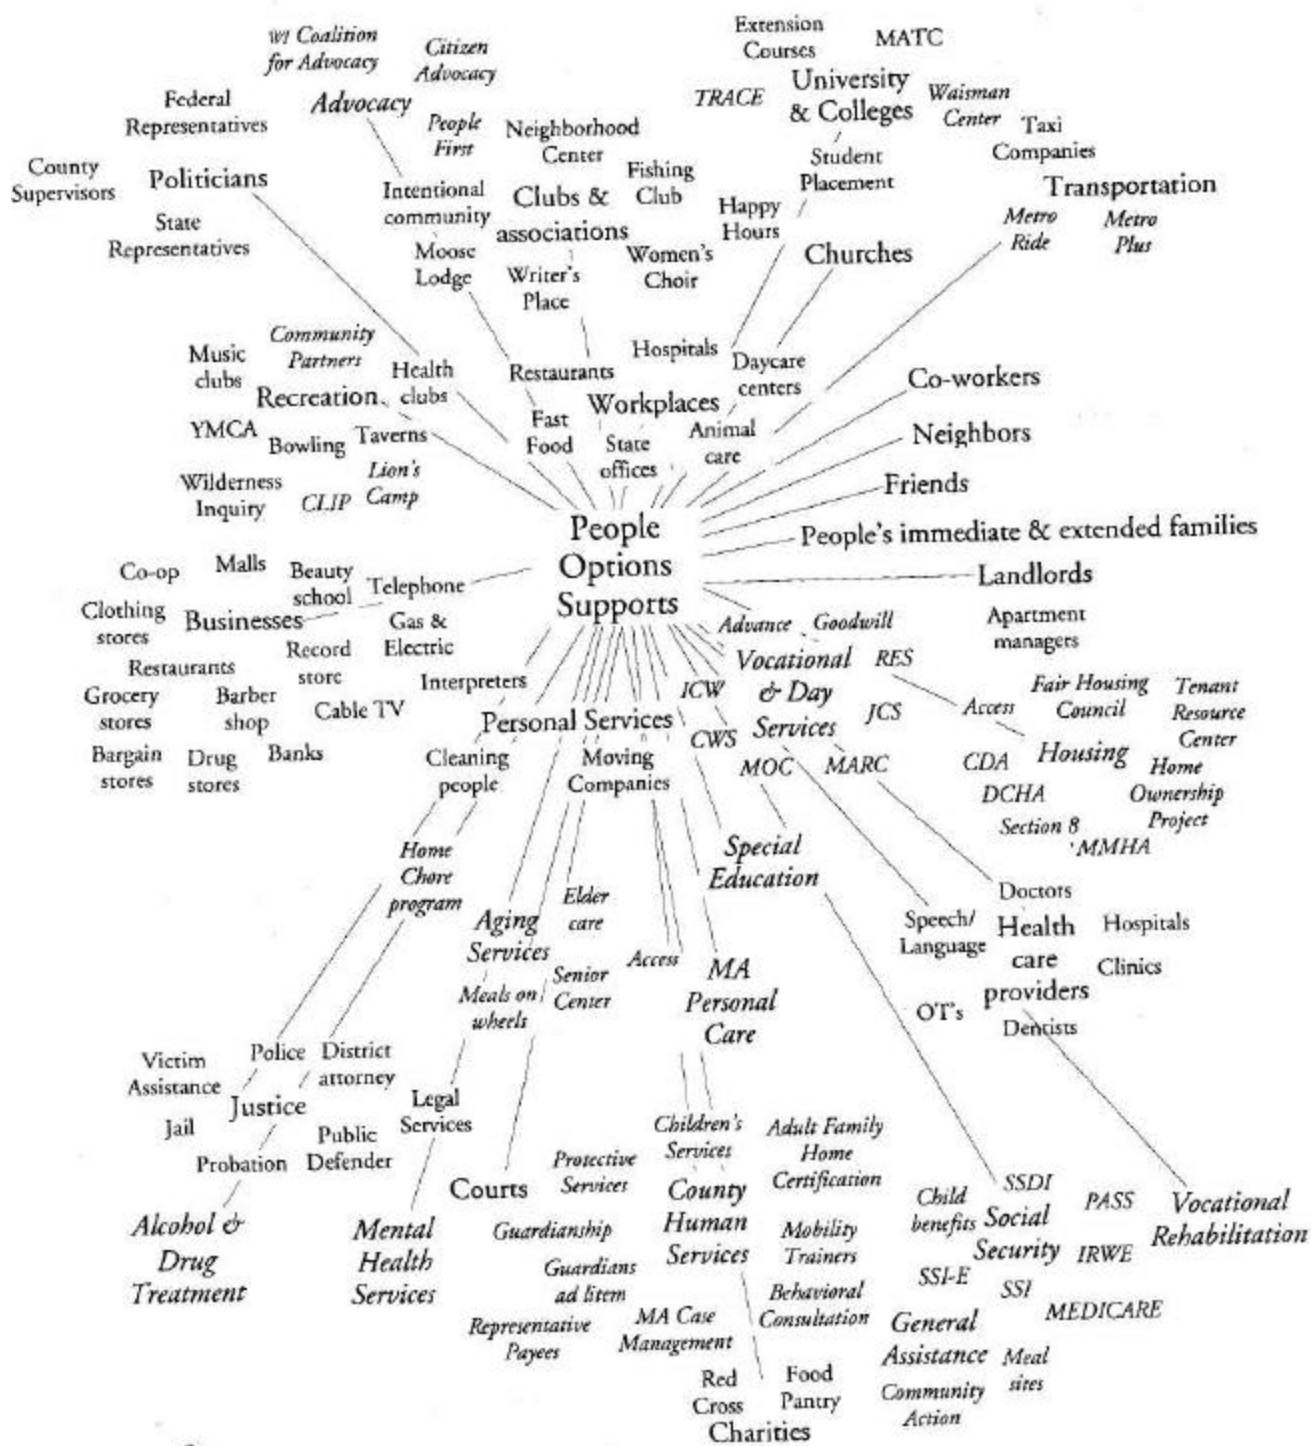 WI Coalition
for Advocacy
Citizen
Advocacy
Advocacy
People
First
Federal
Representatives
County
Supervisors
Politicians
State
Representatives
Intentional
community
Moose
Lodge
Neighborhood
Center
Clubs &
associations
Fishing
Club
Women's
Choir
Writer's
Place
Happy
Hours
Extension
Courses
MATC
University
& Colleges
TRACE
Waisman
Center
Student
Placement
Taxi
Companies
Transportation
Metro
Ride
Metro
Plus
Churches
Music
clubs
Community
Partners
Health
clubs
Recreation
YMCA
Bowling
Taverns
Wilderness
Inquiry
CLIP
Lion's
Camp
Restaurants
Hospitals
Daycare
centers
Workplaces
Fast
Food
State
offices
Animal
care
Co-workers
Neighbors
Friends
People's immediate & extended families
Landlords
Apartment
managers
People
Options
Supports
Co-op
Malls
Beauty
school
Telephone
Clothing
stores
Businesses
Gas &
Electric
Restaurants
Record
store
Grocery
stores
Barber
shop
Cable TV
Bargain
stores
Drug
stores
Banks
Interpreters
Personal Services
Cleaning
people
Moving
Companies
Advance
Goodwill
Vocational
& Day
Services
RES
ICW
JCS
CWS
MOC
MARC
Access
Fair Housing
Council
Tenant
Resource
Center
Housing
CDA
Home
Ownership
Project
DCHA
Section 8
MMHA
Home
Chore
program
Aging
Services
Elder
care
Meals on
wheels
Senior
Center
Access
Special
Education
MA
Personal
Care
Speech/
Language
Doctors
Health
care
providers
Hospitals
Clinics
OT's
Dentists
Victim
Assistance
Police
District
attorney
Justice
Jail
Probation
Public
Defender
Legal
Services
Alcohol &
Drug
Treatment
Mental
Health
Services
Courts
Protective
Services
Guardianship
Guardians
ad litem
Representative
Payees
MA Case
Management
Children's
Services
County
Human
Services
Adult Family
Home
Certification
Mobility
Trainers
Behavioral
Consultation
Red
Cross
Food
Pantry
Charities
Child
benefits
SSDI
Social
Security
PASS
IRWE
SSI-E
SSI
MEDICARE
Vocational
Rehabilitation
General
Assistance
Meal
sites
Community
Action